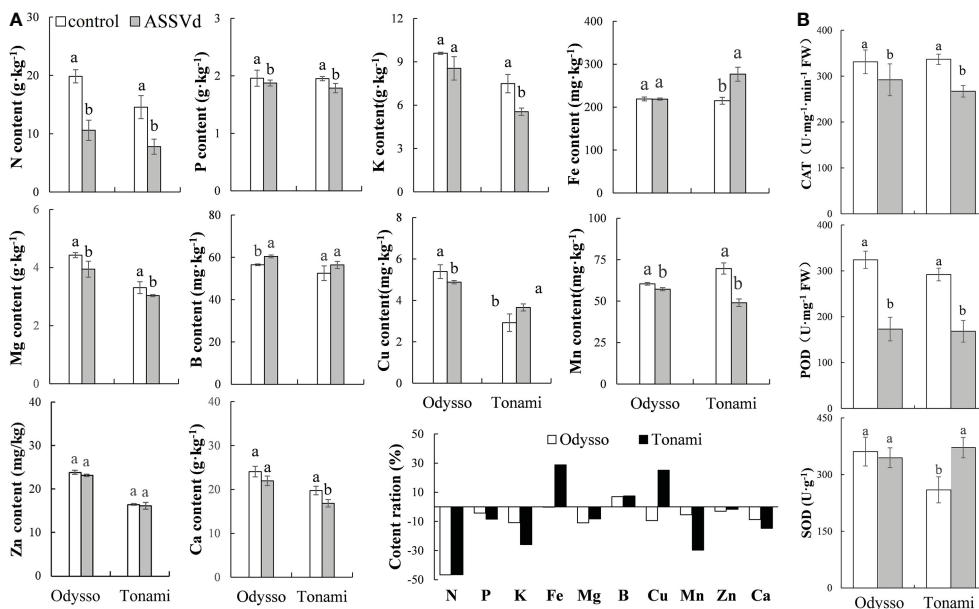 A
control ASSVd
N content (g·kg-1)
30
20
10
0
a
b
a
b
P content (g·kg-1)
3
2
1
0
a
b
a
b
K content(g·kg-1)
12
9
6
3
0
a
a
a
b
Fe content (mg·kg-1)
400
300
200
100
0
a a
b
a
Mg content (g·kg-1)
6
4
2
0
a
b
a
b
B content (mg·kg-1)
80
60
40
20
0
b
a
a
a
Cu content(mg·kg-1)
8
6
4
2
0
a
b
b
a
Odysso Tonami
Mn content(mg·kg-1)
100
75
50
25
0
a
b
a
b
Odysso Tonami
Zn content (mg/kg)
40
30
20
10
0
a a
a a
Odysso Tonami
Ca content(g·kg-1)
40
30
20
10
0
a
a
a
b
Odysso Tonami
Cotent ration (%)
50
30
10
-10
-30
-50
Odysso Tonami
N P K Fe Mg B Cu Mn Zn Ca
B
CAT（U·mg-1·min-1 FW）
400
300
200
100
0
a
b
a
b
POD（U·mg-1 FW）
400
300
200
100
0
a
b
a
b
SOD (U·g-1)
600
450
300
150
0
a
a
b
a
Odysso Tonami